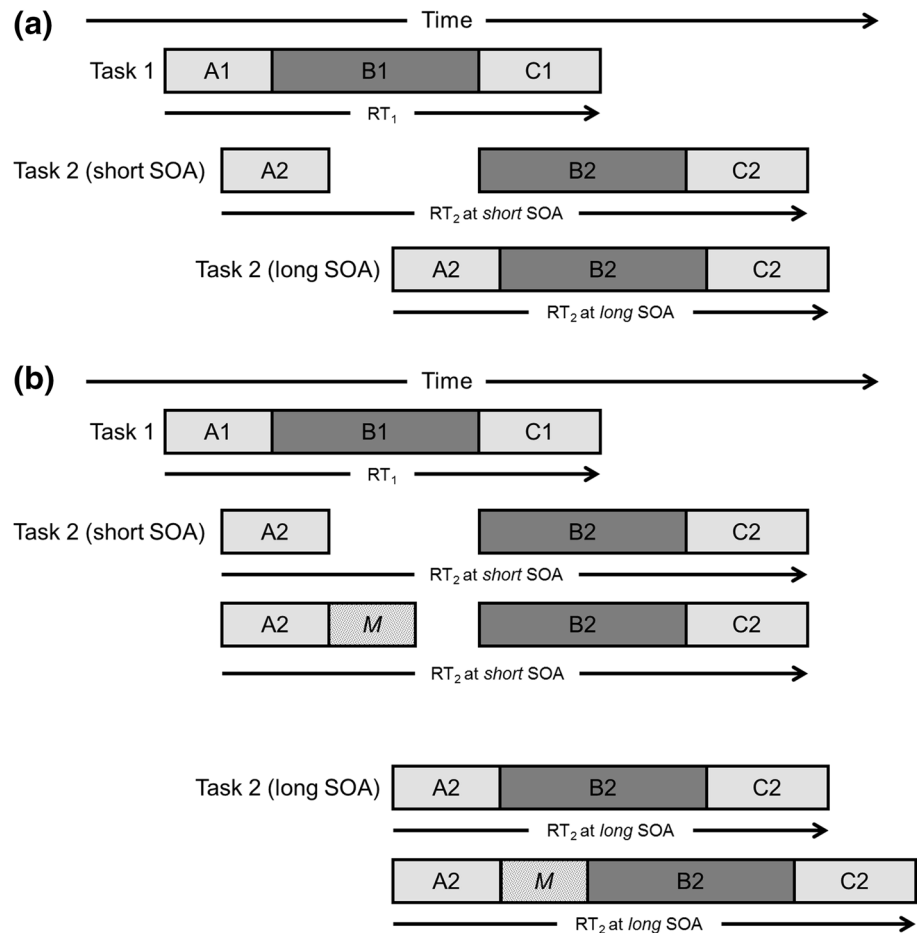 (a)
Time
Task 1 A1 B1 C1
RT₁
Task 2 (short SOA) A2 B2 C2
RT₂ at short SOA
Task 2 (long SOA) A2 B2 C2
RT₂ at long SOA
(b)
Time
Task 1 A1 B1 C1
RT₁
Task 2 (short SOA) A2 B2 C2
RT₂ at short SOA
A2 M B2 C2
RT₂ at short SOA
Task 2 (long SOA) A2 B2 C2
RT₂ at long SOA
A2 M B2 C2
RT₂ at long SOA